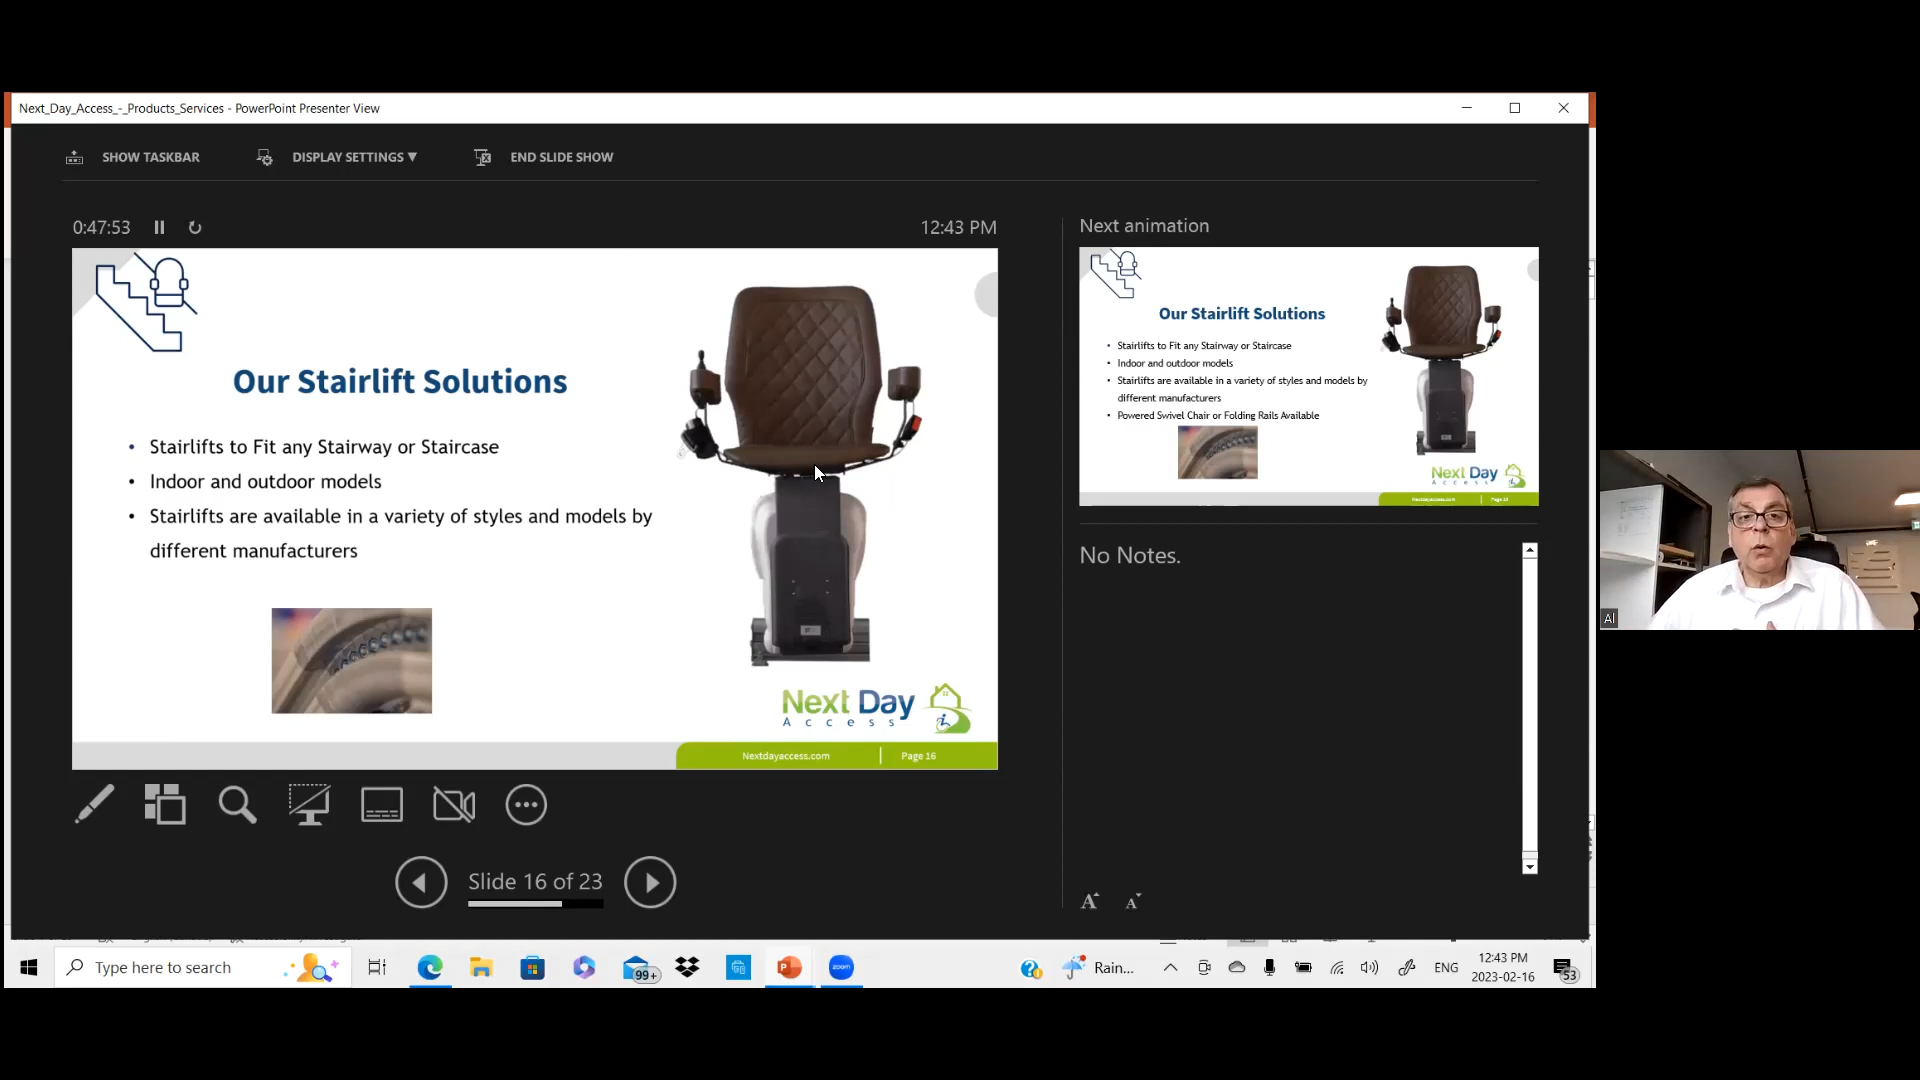 Next_Day_Access_-_Products_Services - PowerPoint Presenter View
SHOW TASKBAR
DISPLAY SETTINGS ▼
END SLIDE SHOW
0:47:53
12:43 PM
Our Stairlift Solutions
• Stairlifts to Fit any Stairway or Staircase
• Indoor and outdoor models
• Stairlifts are available in a variety of styles and models by
different manufacturers
Next Day
Access
Nextdayaccess.com
Page 16
Slide 16 of 23
Next animation
Our Stairlift Solutions
• Stairlifts to Fit any Stairway or Staircase
• Indoor and outdoor models
• Stairlifts are available in a variety of styles and models by
different manufacturers
• Powered Swivel Chair or Folding Rails Available
Next Day
Access
Nextdayaccess.com
No Notes.
A A
Al
Type here to search
99+
zoom
Rain...
ENG
12:43 PM
2023-02-16
53